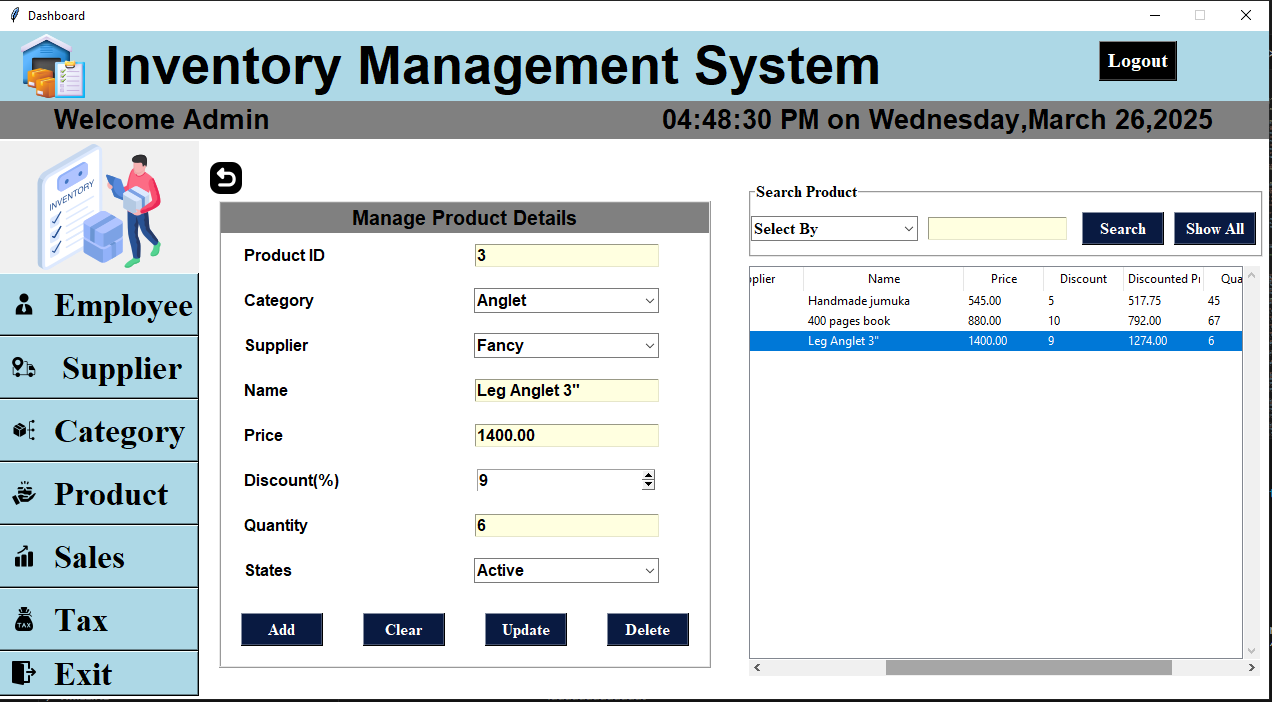 Dashboard
Inventory Management System
Logout
Welcome Admin
04:48:30 PM on Wednesday,March 26,2025
INVENTORY
Employee
Supplier
Category
Product
TAX
Sales
Tax
Exit
Manage Product Details
Product ID 3
Category Anglet
Supplier Fancy
Name Leg Anglet 3"
Price 1400.00
Discount(%) 9
Quantity 6
States Active
Add Clear Update Delete
Search Product
Select By Search Show All
plier Name Price Discount Discounted Pr Qua
Handmade jumuka 545.00 5 517.75 45
400 pages book 880.00 10 792.00 67
Leg Anglet 3" 1400.00 9 1274.00 6